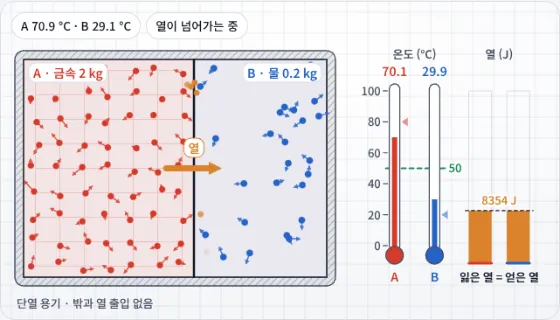 A 70.9 °C · B 29.1 °C
열이 넘어가는 중
A · 금속 2 kg
B · 물 0.2 kg
열
단열 용기 · 밖과 열 출입 없음
온도 (°C)
70.1 29.9
100
80
60
40
20
0
50
A B
열 (J)
8354 J
잃은 열 = 얻은 열